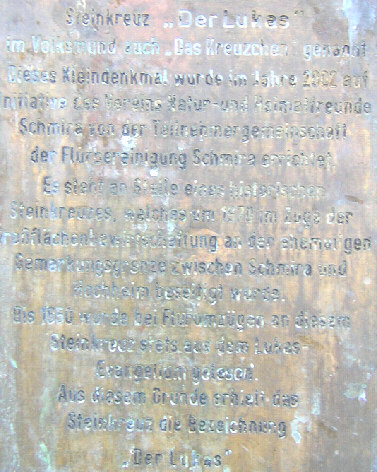 Steinkreuz „Der Lukas"
im Volksmund auch „Das Kreuzchen" genannt
Dieses Kleindenkmal wurde im Jahre 2002 auf
Initiative des Vereins Natur- und Heimatfreunde
Schmira von der Teilnehmergemeinschaft
der Flurbereinigung Schmira errichtet.
Es steht an Stelle eines historischen
Steinkreuzes, welches um 1970 im Zuge der
Großflächenbewirtschaftung an der ehemaligen
Gemarkungsgrenze zwischen Schmira und
Hochheim beseitigt wurde.
Bis 1950 wurde bei Flurumzügen an diesem
Steinkreuz stets aus dem Lukas-
Evangelium gelesen.
Aus diesem Grunde erhielt das
Steinkreuz die Bezeichnung
„Der Lukas"